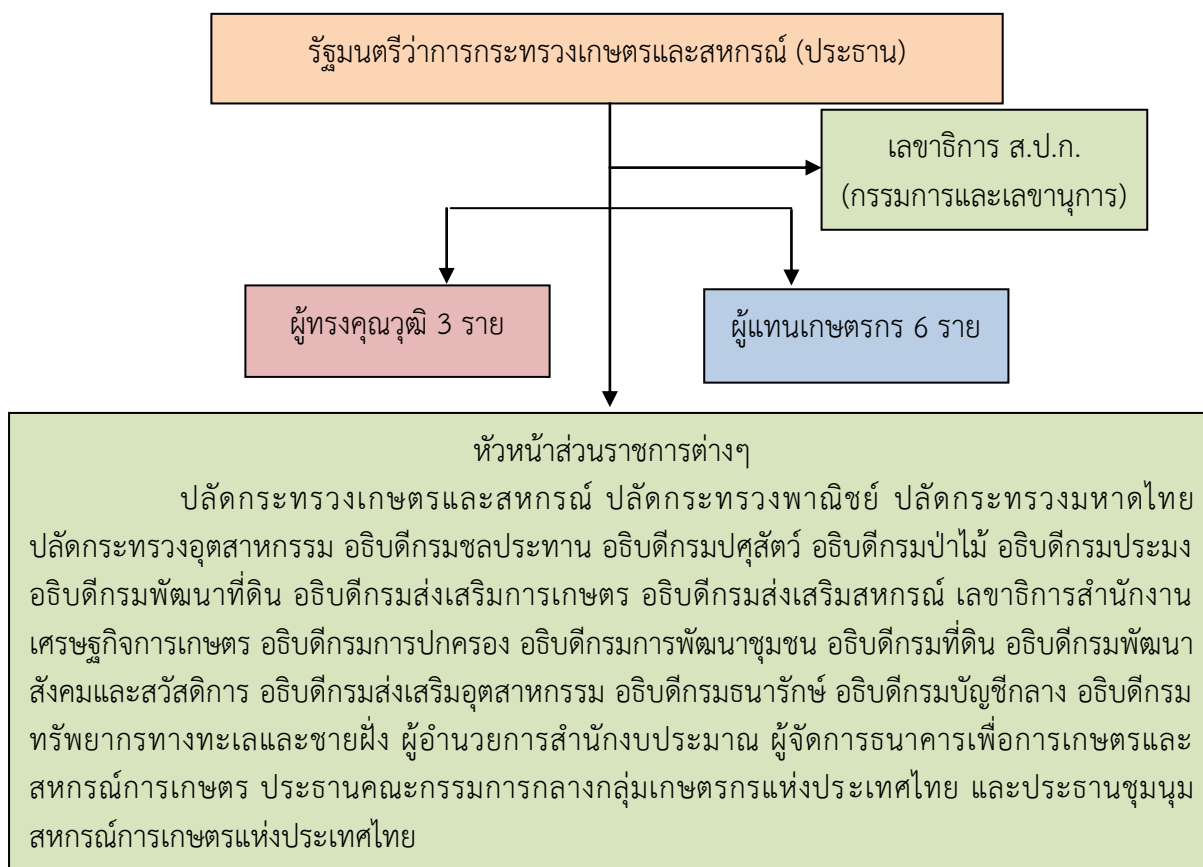 รัฐมนตรีว่าการกระทรวงเกษตรและสหกรณ์ (ประธาน)
เลขาธิการ ส.ป.ก.
(กรรมการและเลขานุการ)
ผู้ทรงคุณวุฒิ 3 ราย
ผู้แทนเกษตรกร 6 ราย
หัวหน้าส่วนราชการต่างๆ
ปลัดกระทรวงเกษตรและสหกรณ์ ปลัดกระทรวงพาณิชย์ ปลัดกระทรวงมหาดไทย
ปลัดกระทรวงอุตสาหกรรม อธิบดีกรมชลประทาน อธิบดีกรมปศุสัตว์ อธิบดีกรมป่าไม้ อธิบดีกรมประมง
อธิบดีกรมพัฒนาที่ดิน อธิบดีกรมส่งเสริมการเกษตร อธิบดีกรมส่งเสริมสหกรณ์ เลขาธิการสำนักงาน
เศรษฐกิจการเกษตร อธิบดีกรมการปกครอง อธิบดีกรมการพัฒนาชุมชน อธิบดีกรมที่ดิน อธิบดีกรมพัฒนา
สังคมและสวัสดิการ อธิบดีกรมส่งเสริมอุตสาหกรรม อธิบดีกรมธนารักษ์ อธิบดีกรมบัญชีกลาง อธิบดีกรม
ทรัพยากรทางทะเลและชายฝั่ง ผู้อำนวยการสำนักงบประมาณ ผู้จัดการธนาคารเพื่อการเกษตรและ
สหกรณ์การเกษตร ประธานคณะกรรมการกลางกลุ่มเกษตรกรแห่งประเทศไทย และประธานชุมนุม
สหกรณ์การเกษตรแห่งประเทศไทย